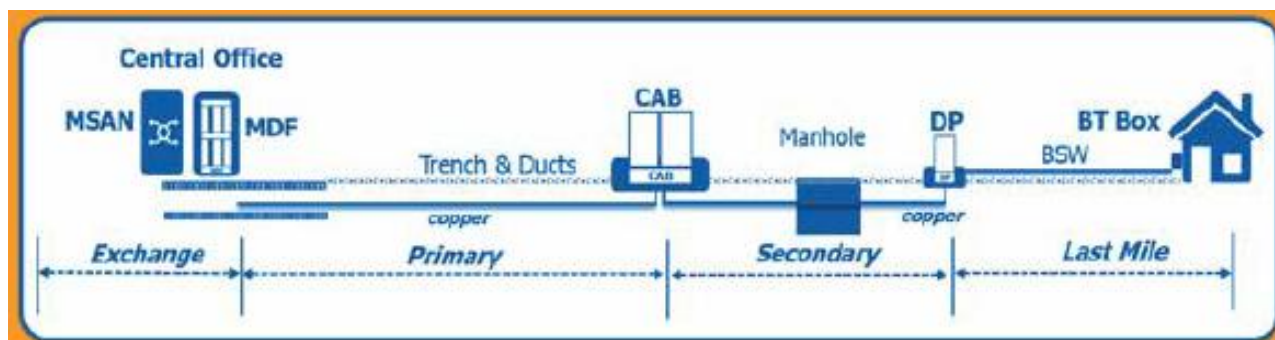 Central Office
MSAN
MDF
CAB
CAB
Trench & Ducts
copper
Manhole
DP
copper
BT Box
BSW
Exchange
Primary
Secondary
Last Mile